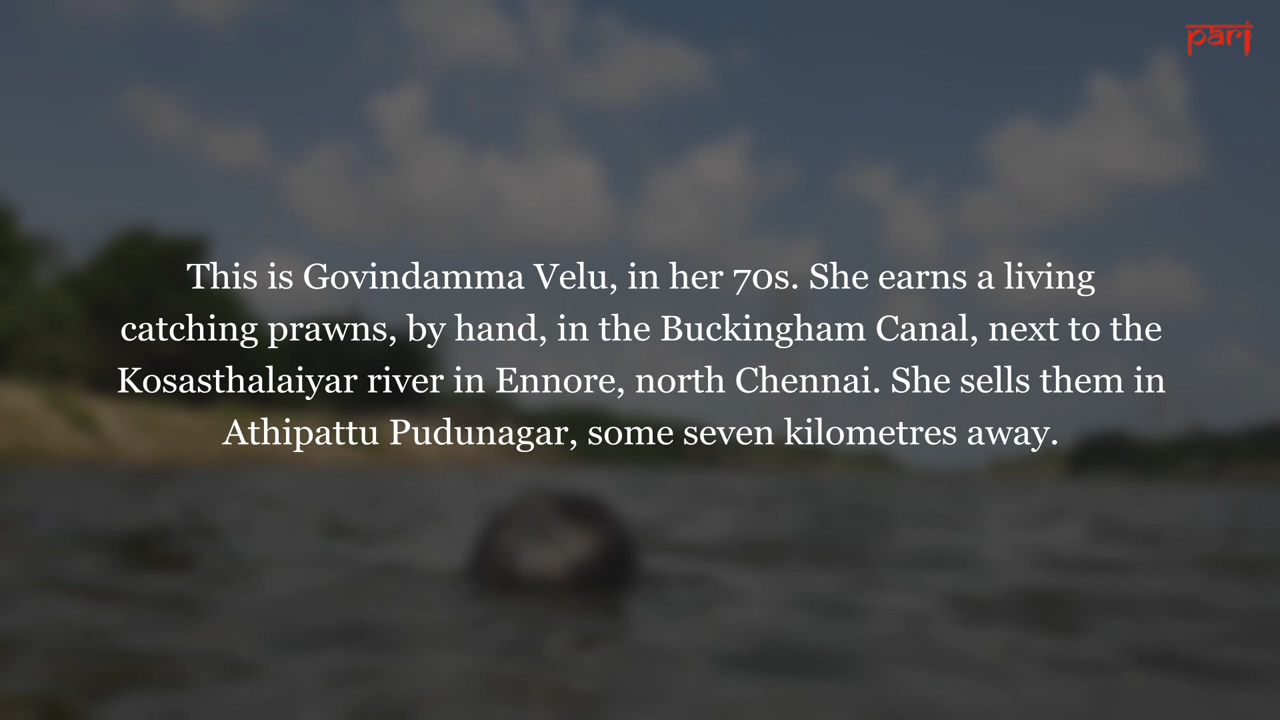 pari
This is Govindamma Velu, in her 70s. She earns a living
catching prawns, by hand, in the Buckingham Canal, next to the
Kosasthalaiyar river in Ennore, north Chennai. She sells them in
Athipattu Pudunagar, some seven kilometres away.